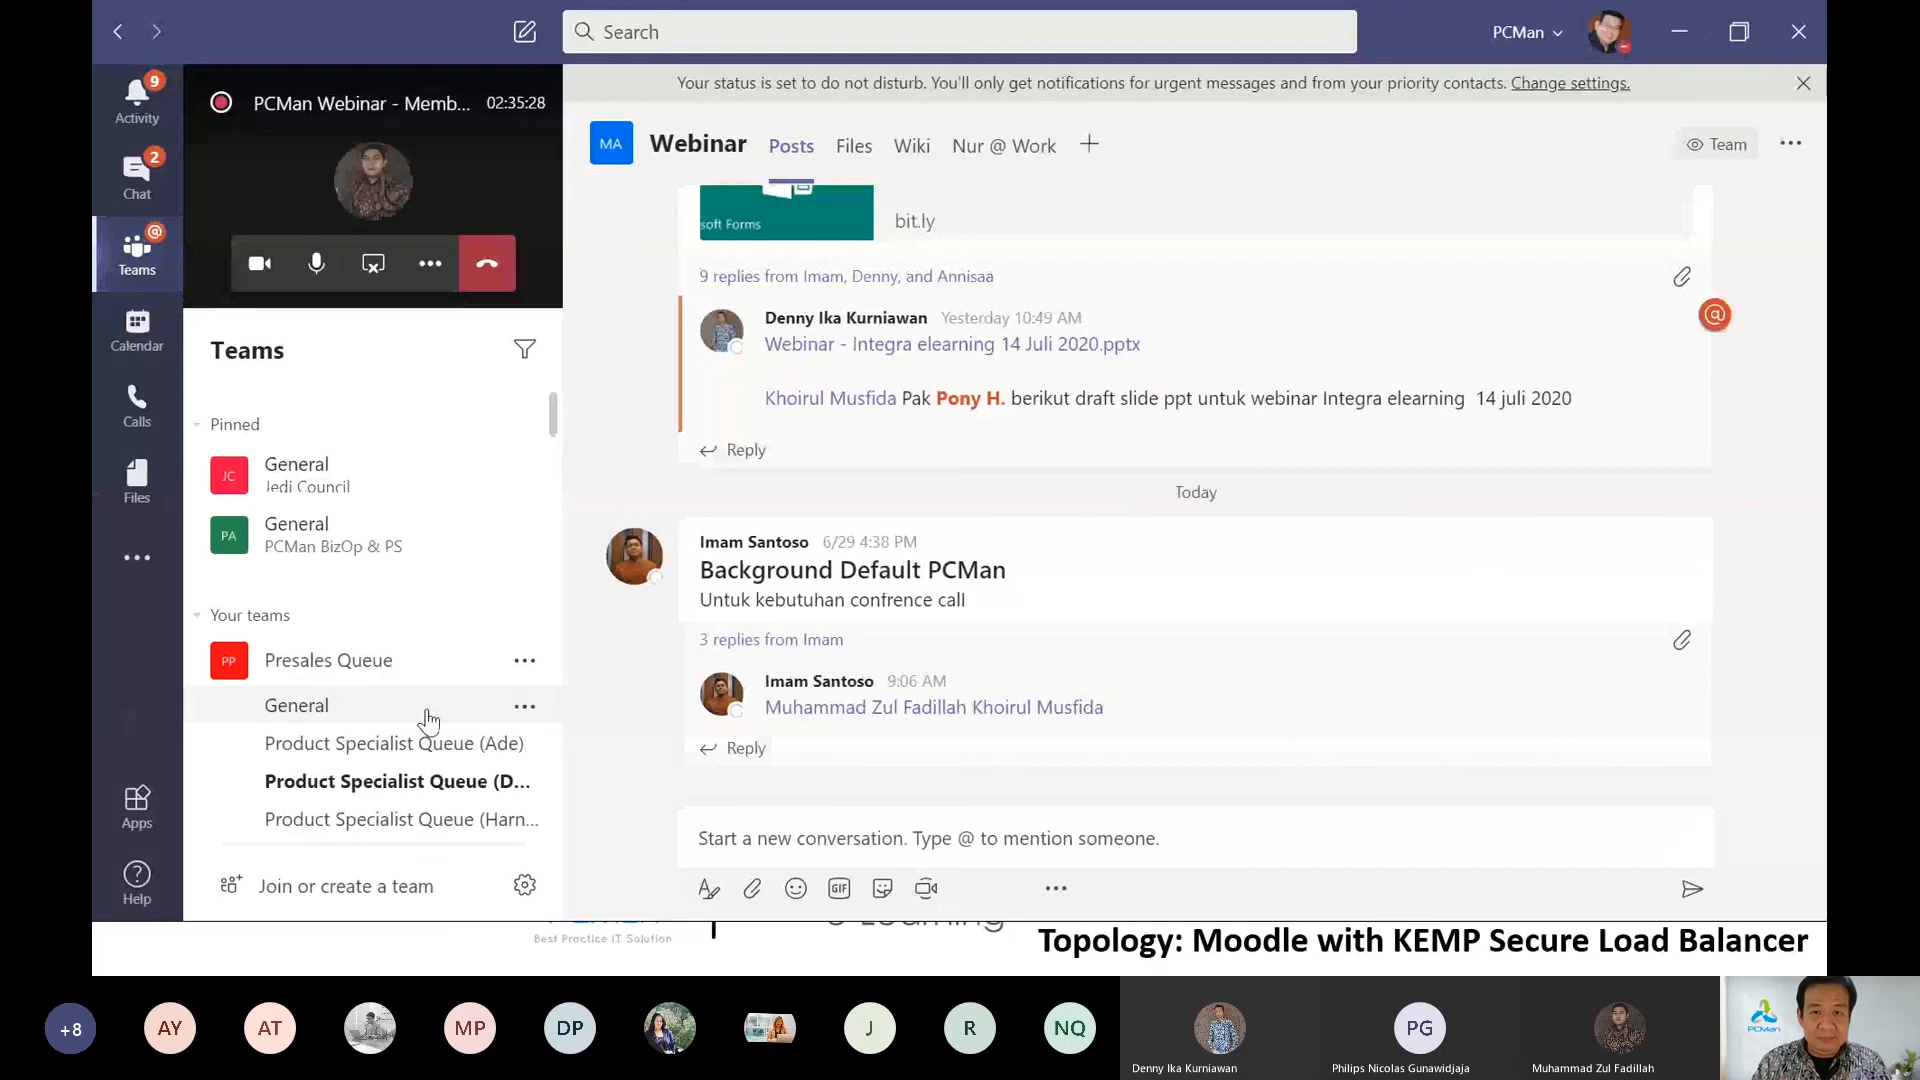 Search
PCMan
9
Activity
2
Chat
@
Teams
Calendar
Calls
Files
Apps
Help
PCMan Webinar - Memb... 02:35:28
Teams
Pinned
JC General
Jedi Council
PA General
PCMan BizOp & PS
Your teams
PP Presales Queue
General
Product Specialist Queue (Ade)
Product Specialist Queue (D...
Product Specialist Queue (Harn...
Join or create a team
Your status is set to do not disturb. You'll only get notifications for urgent messages and from your priority contacts. Change settings.
MA Webinar Posts Files Wiki Nur @ Work
Team
soft Forms
bit.ly
9 replies from Imam, Denny, and Annisaa
Denny Ika Kurniawan Yesterday 10:49 AM
@
Webinar - Integra elearning 14 Juli 2020.pptx
Khoirul Musfida Pak Pony H. berikut draft slide ppt untuk webinar Integra elearning 14 juli 2020
Reply
Today
Imam Santoso 6/29 4:38 PM
Background Default PCMan
Untuk kebutuhan confrence call
3 replies from Imam
Imam Santoso 9:06 AM
Muhammad Zul Fadillah Khoirul Musfida
Reply
Start a new conversation. Type @ to mention someone.
GIF
Best Practice IT Solution
Topology: Moodle with KEMP Secure Load Balancer
+8 AY AT MP DP J R NQ PG
PCMan
Denny Ika Kurniawan
Philips Nicolas Gunawidjaja
Muhammad Zul Fadillah